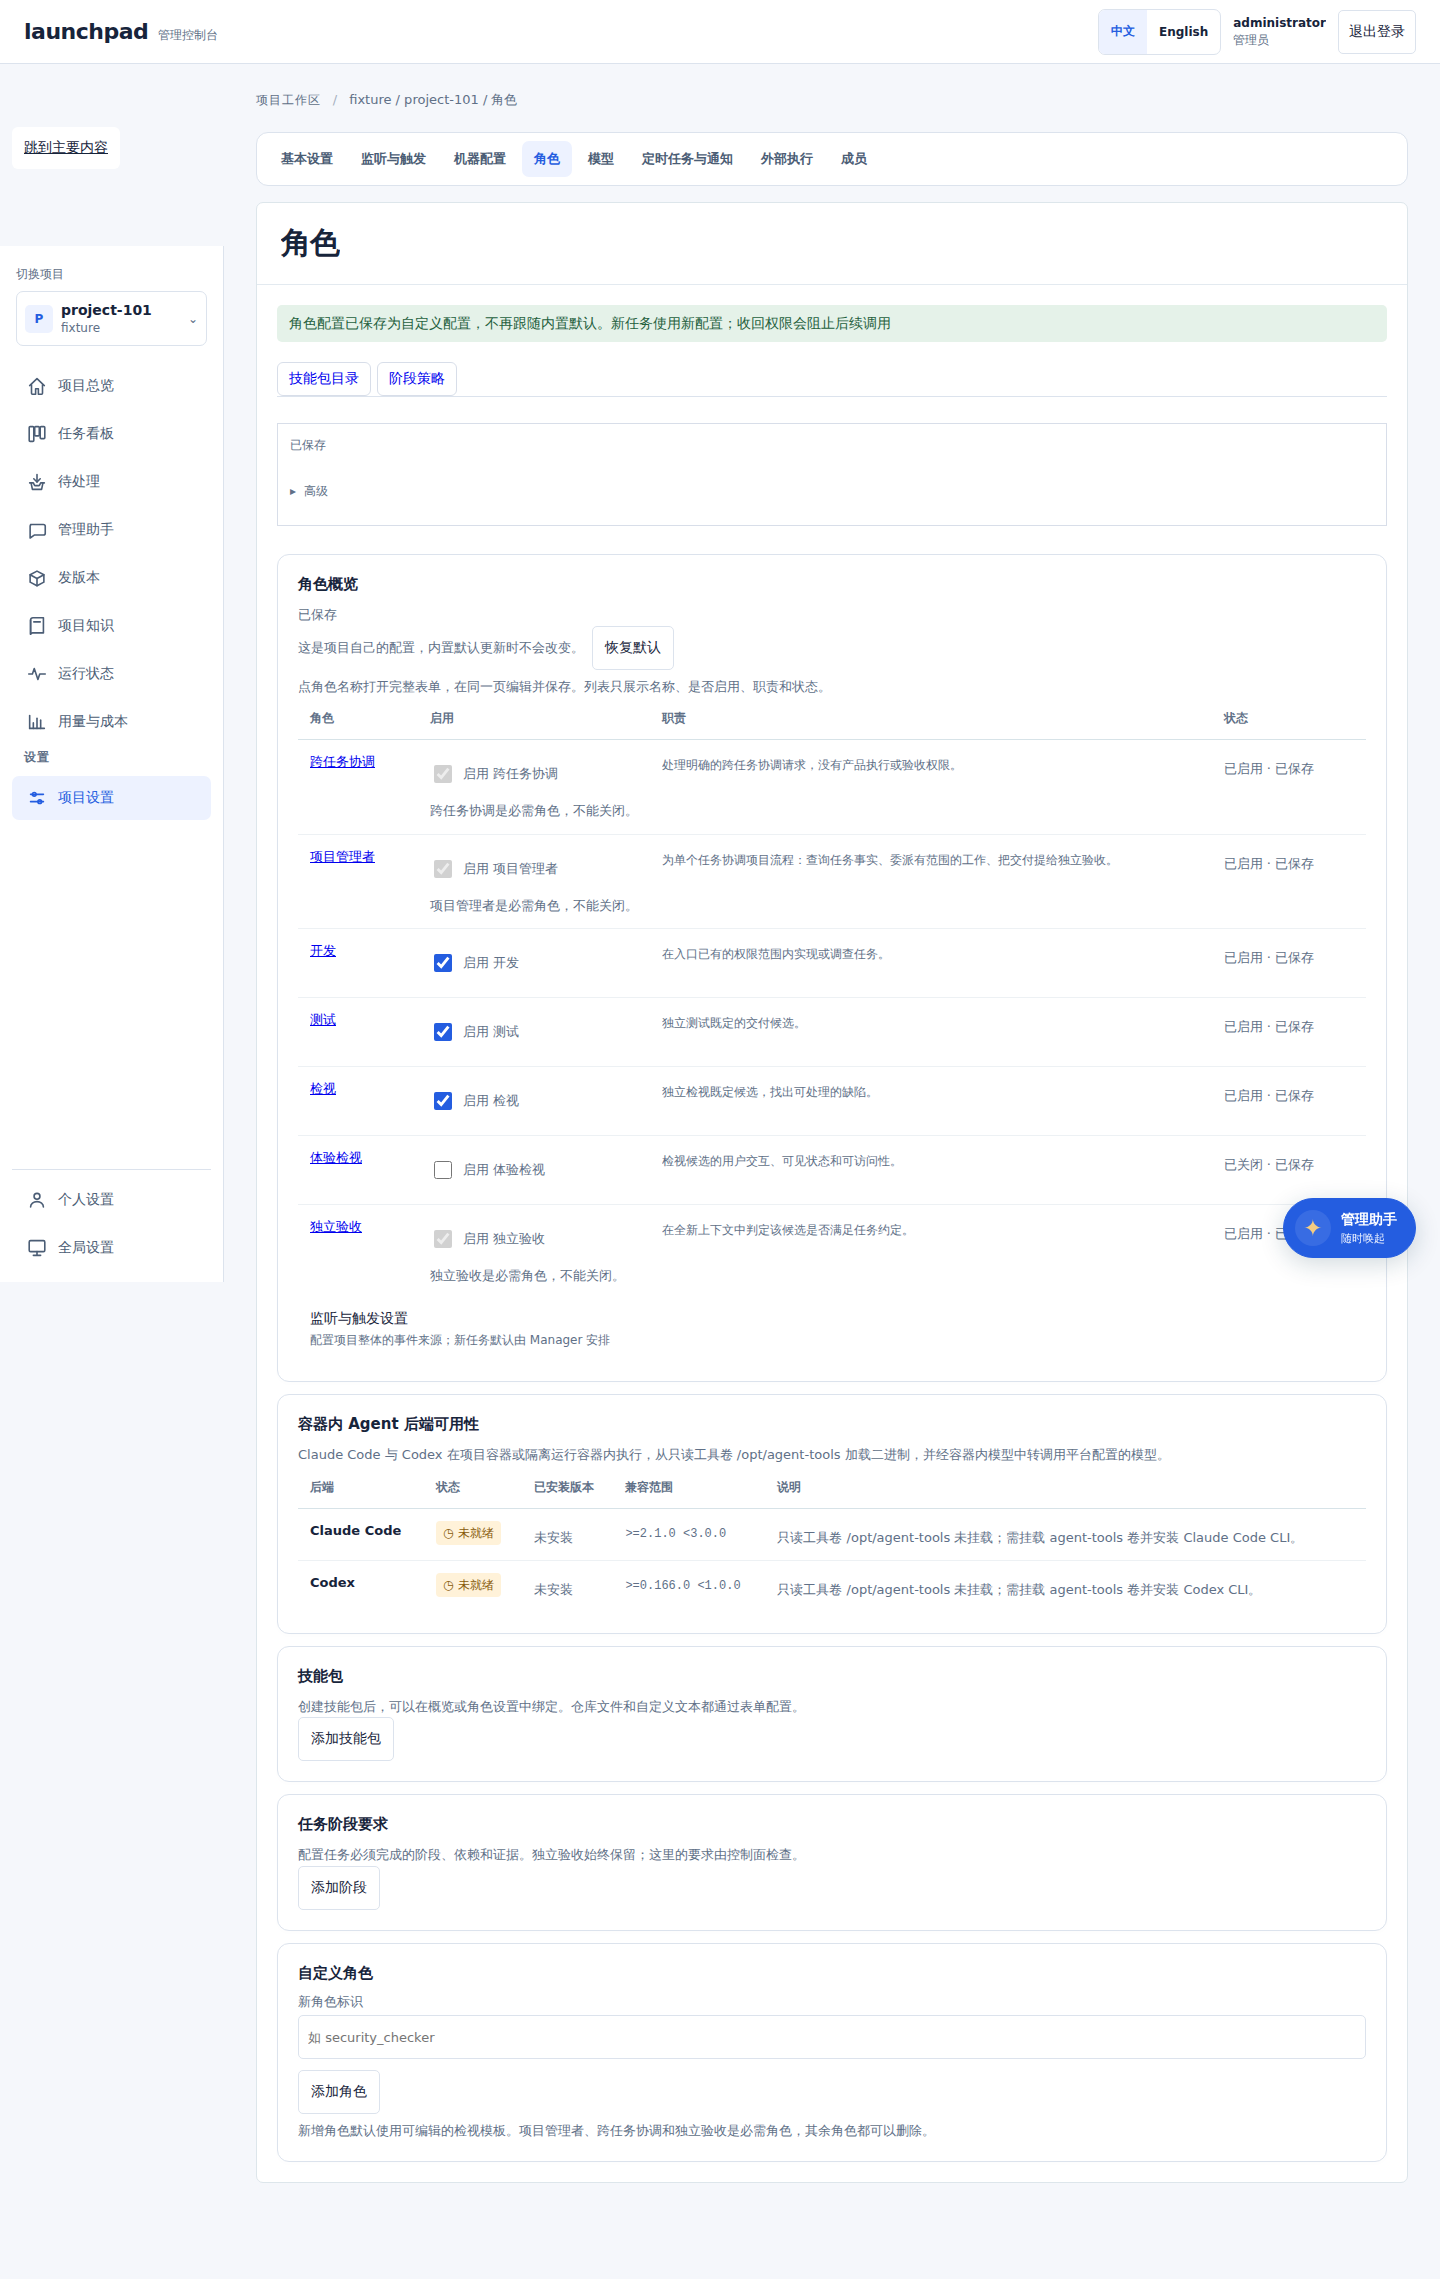 launchpad 管理控制台
中文 English administrator 管理员 退出登录
跳到主要内容
切换项目
P project-101
fixture
项目总览
任务看板
待处理
管理助手
发版本
项目知识
运行状态
用量与成本
设置
项目设置
个人设置
全局设置
项目工作区 / fixture / project-101 / 角色
基本设置 监听与触发 机器配置 角色 模型 定时任务与通知 外部执行 成员
角色
角色配置已保存为自定义配置，不再跟随内置默认。新任务使用新配置；收回权限会阻止后续调用
技能包目录 阶段策略
已保存
▸ 高级
角色概览
已保存
这是项目自己的配置，内置默认更新时不会改变。 恢复默认
点角色名称打开完整表单，在同一页编辑并保存。列表只展示名称、是否启用、职责和状态。
角色 启用 职责 状态
跨任务协调 启用 跨任务协调 处理明确的跨任务协调请求，没有产品执行或验收权限。 已启用 · 已保存
跨任务协调是必需角色，不能关闭。
项目管理者 启用 项目管理者 为单个任务协调项目流程：查询任务事实、委派有范围的工作、把交付提给独立验收。 已启用 · 已保存
项目管理者是必需角色，不能关闭。
开发 启用 开发 在入口已有的权限范围内实现或调查任务。 已启用 · 已保存
测试 启用 测试 独立测试既定的交付候选。 已启用 · 已保存
检视 启用 检视 独立检视既定候选，找出可处理的缺陷。 已启用 · 已保存
体验检视 启用 体验检视 检视候选的用户交互、可见状态和可访问性。 已关闭 · 已保存
独立验收 启用 独立验收 在全新上下文中判定该候选是否满足任务约定。 已启用 ·
独立验收是必需角色，不能关闭。
管理助手
随时唤起
监听与触发设置
配置项目整体的事件来源；新任务默认由 Manager 安排
容器内 Agent 后端可用性
Claude Code 与 Codex 在项目容器或隔离运行容器内执行，从只读工具卷 /opt/agent-tools 加载二进制，并经容器内模型中转调用平台配置的模型。
后端 状态 已安装版本 兼容范围 说明
Claude Code 未就绪 未安装 >=2.1.0 <3.0.0 只读工具卷 /opt/agent-tools 未挂载；需挂载 agent-tools 卷并安装 Claude Code CLI。
Codex 未就绪 未安装 >=0.166.0 <1.0.0 只读工具卷 /opt/agent-tools 未挂载；需挂载 agent-tools 卷并安装 Codex CLI。
技能包
创建技能包后，可以在概览或角色设置中绑定。仓库文件和自定义文本都通过表单配置。
添加技能包
任务阶段要求
配置任务必须完成的阶段、依赖和证据。独立验收始终保留；这里的要求由控制面检查。
添加阶段
自定义角色
新角色标识
如 security_checker
添加角色
新增角色默认使用可编辑的检视模板。项目管理者、跨任务协调和独立验收是必需角色，其余角色都可以删除。